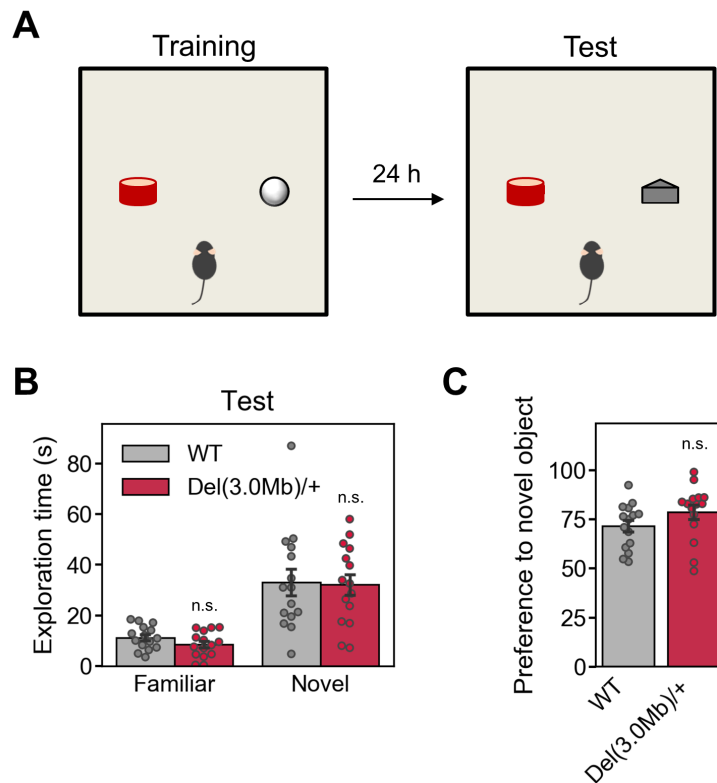 A
Training
Test
24 h
B
Test
Exploration time (s)
80
60
40
20
0
WT
Del(3.0Mb)/+
n.s.
n.s.
Familiar
Novel
C
Preference to novel object
100
75
50
25
0
n.s.
WT
Del(3.0Mb)/+